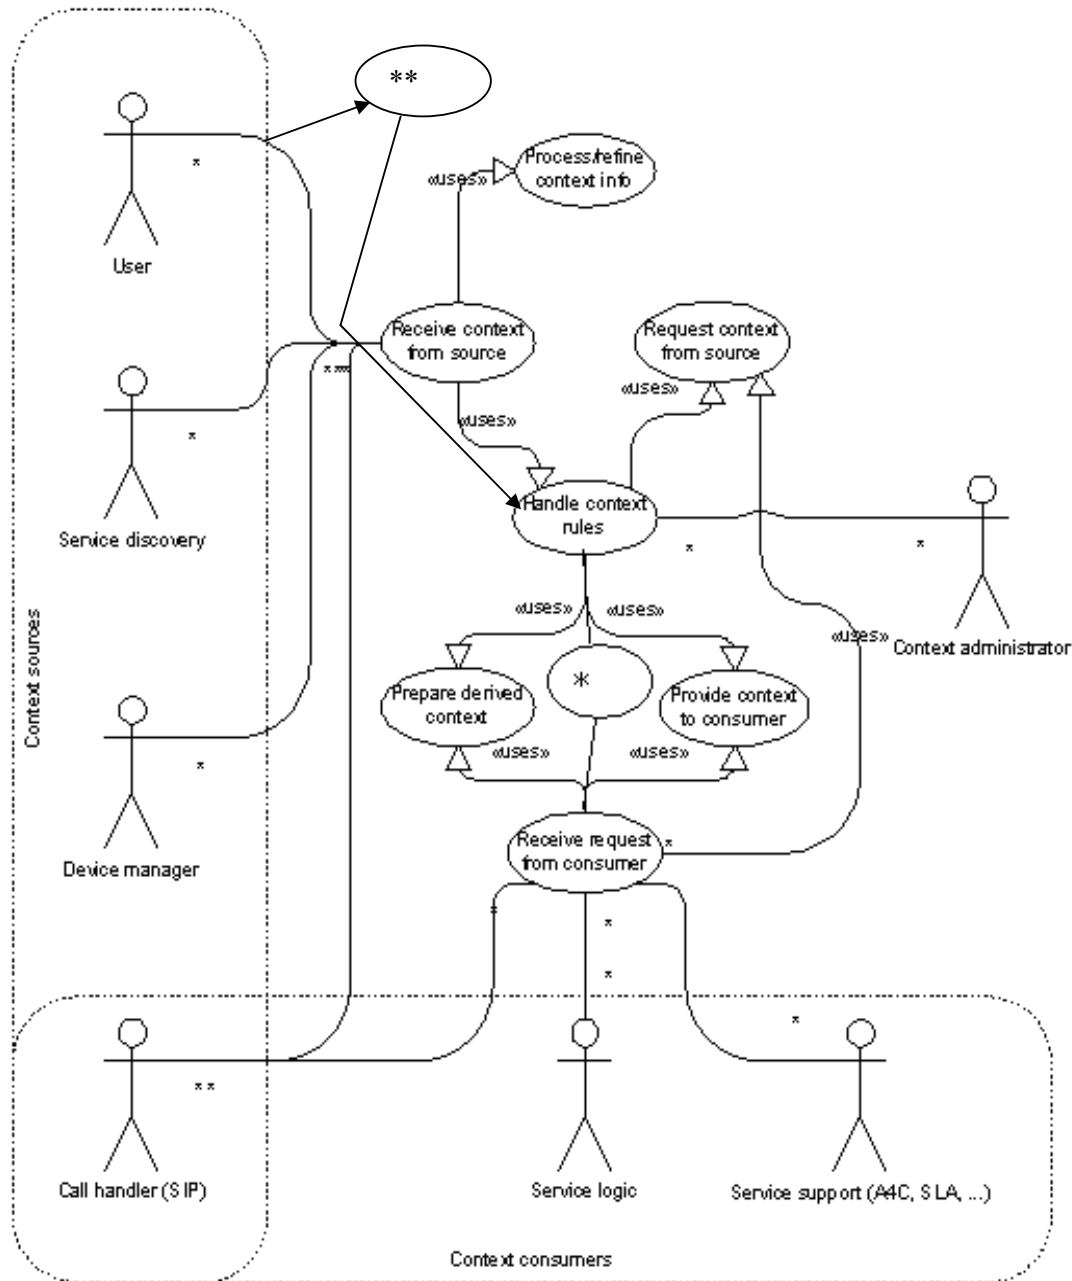 **
*
Process/refine
context info
«uses»
User
Receive context
from source
Request context
from source
* **
«uses»
«uses»
*
Service discovery
Handle context
rules
*
*
Context administrator
«uses»
«uses»
«uses»
Context sources
Prepare derived
context
*
Provide context
to consumer
«uses»
«uses»
*
Device manager
Receive request
from consumer
*
*
*
*
*
* *
Call handler (SIP)
Service logic
Service support (A4C, SLA, ...)
Context consumers